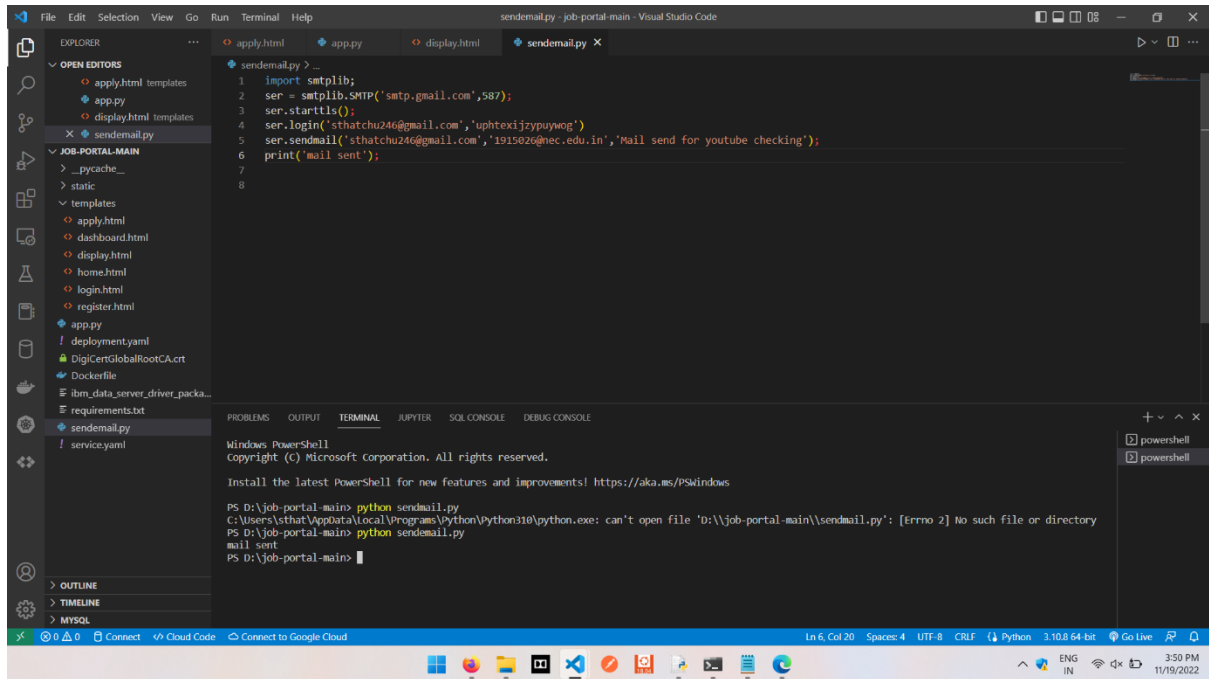 File Edit Selection View Go Run Terminal Help
sendemail.py - job-portal-main - Visual Studio Code
EXPLORER
OPEN EDITORS
apply.html templates
app.py
display.html templates
sendemail.py
JOB-PORTAL-MAIN
__pycache__
static
templates
apply.html
dashboard.html
display.html
home.html
login.html
register.html
app.py
deployment.yaml
DigiCertGlobalRootCA.crt
Dockerfile
ibm_data_server_driver_packa...
requirements.txt
sendemail.py
service.yaml
OUTLINE
TIMELINE
MYSQL
apply.html app.py display.html sendemail.py
sendemail.py > ...
1 import smtplib;
2 ser = smtplib.SMTP('smtp.gmail.com',587);
3 ser.starttls();
4 ser.login('sthatchu246@gmail.com','uphtexijzypuywog')
5 ser.sendmail('sthatchu246@gmail.com','1915026@nec.edu.in','Mail send for youtube checking');
6 print('mail sent');
7
8
PROBLEMS OUTPUT TERMINAL JUPYTER SQL CONSOLE DEBUG CONSOLE
Windows PowerShell
Copyright (C) Microsoft Corporation. All rights reserved.
Install the latest PowerShell for new features and improvements! https://aka.ms/PSWindows
PS D:\job-portal-main> python sendmail.py
C:\Users\sthat\AppData\Local\Programs\Python\Python310\python.exe: can't open file 'D:\\job-portal-main\\sendmail.py': [Errno 2] No such file or directory
PS D:\job-portal-main> python sendemail.py
mail sent
PS D:\job-portal-main>
powershell
powershell
0 0 Connect Cloud Code Connect to Google Cloud
Ln 6, Col 20 Spaces: 4 UTF-8 CRLF Python 3.10.8 64-bit Go Live
ENG
IN
3:50 PM
11/19/2022